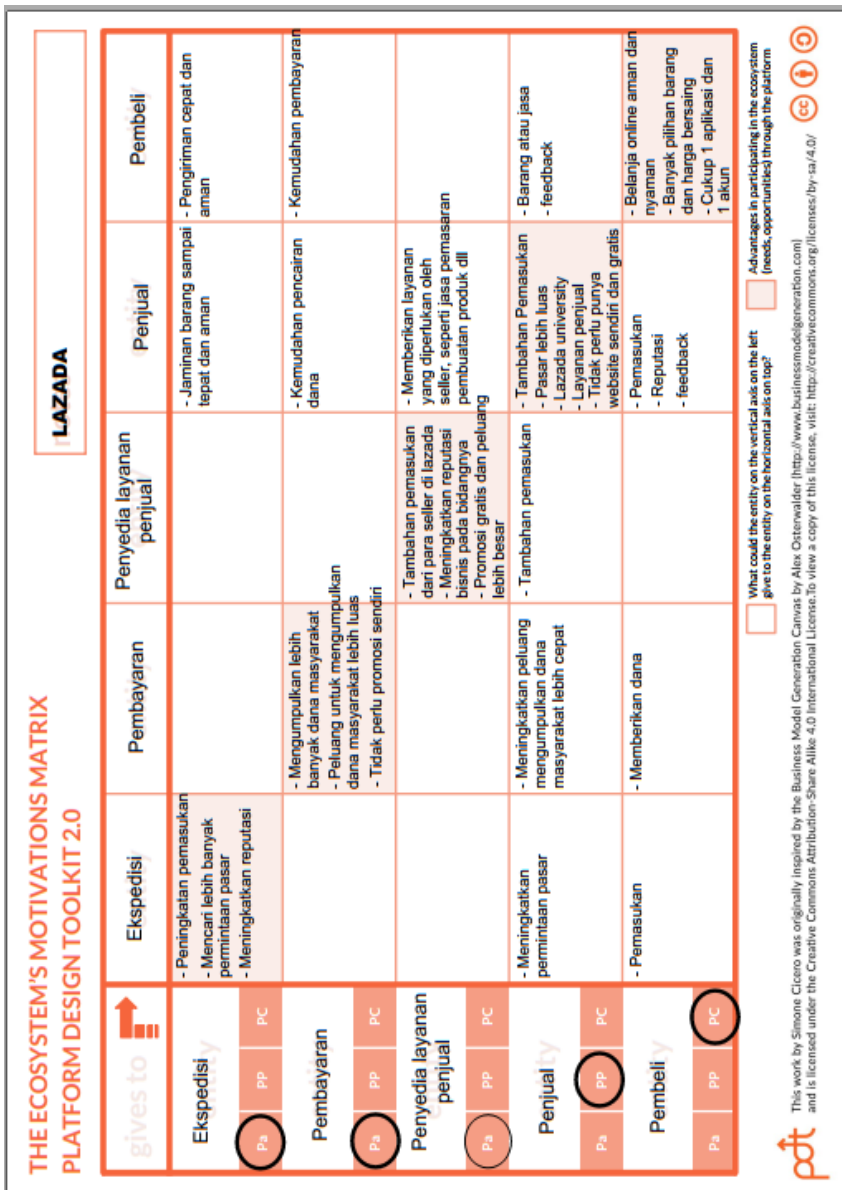 THE ECOSYSTEM'S MOTIVATIONS MATRIX
PLATFORM DESIGN TOOLKIT 2.0
LAZADA
gives to
Ekspedisi
Pembayaran
Penyedia layanan
penjual
Penjual
Pembeli
Ekspedisi
Pa
PP
PC
- Peningkatan pemasukan
- Mencari lebih banyak
permintaan pasar
- Meningkatkan reputasi
- Jaminan barang sampai
tepat dan aman
- Pengiriman cepat dan
aman
Pembayaran
Pa
PP
PC
- Mengumpulkan lebih
banyak dana masyarakat
- Peluang untuk mengumpulkan
dana masyarakat lebih luas
- Tidak perlu promosi sendiri
- Kemudahan pencairan
dana
- Kemudahan pembayaran
Penyedia layanan
penjual
Pa
PP
PC
- Tambahan pemasukan
dari para seller di lazada
- Meningkatkan reputasi
bisnis pada bidangnya
- Promosi gratis dan peluang
lebih besar
- Memberikan layanan
yang diperlukan oleh
seller, seperti jasa pemasaran
pembuatan produk dll
Penjual
Pa
PP
PC
- Meningkatkan
permintaan pasar
- Meningkatkan peluang
mengumpulkan dana
masyarakat lebih cepat
- Tambahan pemasukan
- Tambahan Pemasukan
- Pasar lebih luas
- Lazada university
- Layanan penjual
- Tidak perlu punya
website sendiri dan gratis
- Barang atau jasa
- feedback
Pembeli
Pa
PP
PC
- Pemasukan
- Memberikan dana
- Pemasukan
- Reputasi
- feedback
- Belanja online aman dan
nyaman
- Banyak pilihan barang
dan harga bersaing
- Cukup 1 aplikasi dan
1 akun
What could the entity on the vertical axis on the left
give to the entity on the horizontal axis on top?
Advantages in participating in the ecosystem
(needs, opportunities) through the platform
pdt
This work by Simone Cicero was originally inspired by the Business Model Generation Canvas by Alex Osterwalder (http://www.businessmodelgeneration.com)
and is licensed under the Creative Commons Attribution-Share Alike 4.0 International License.To view a copy of this license, visit: http://creativecommons.org/licenses/by-sa/4.0/
cc